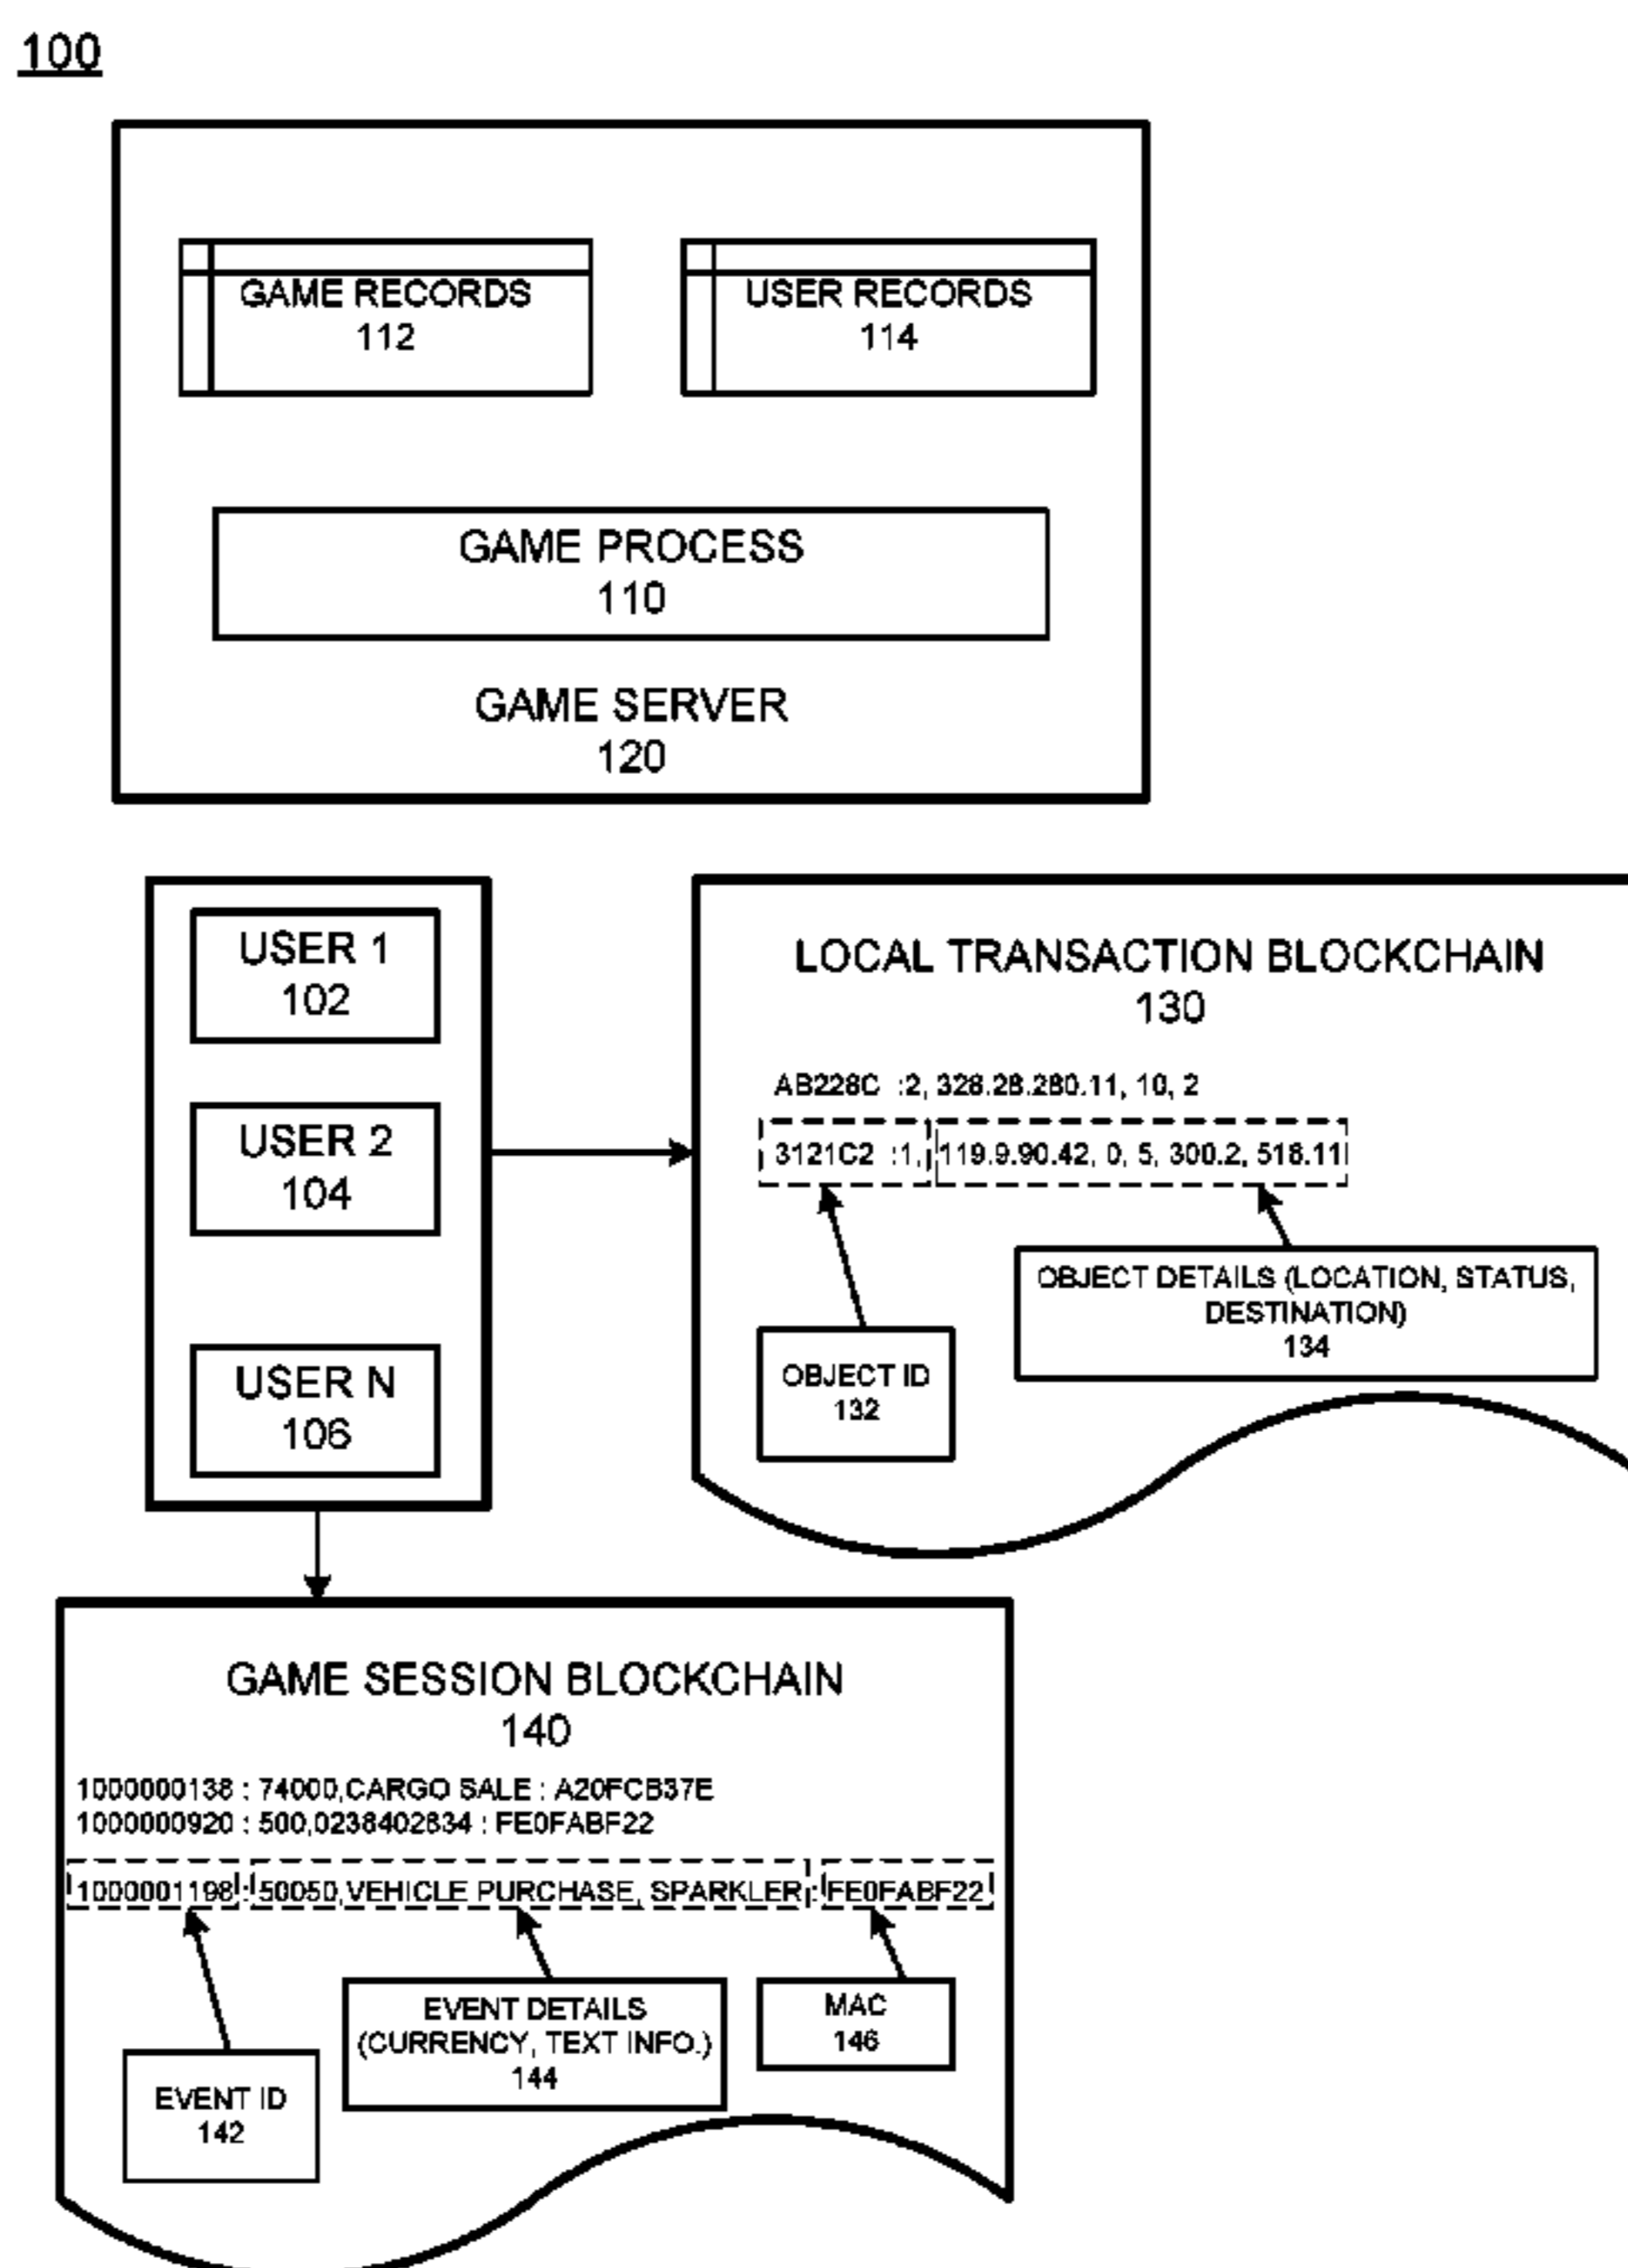 100
GAME RECORDS
112
USER RECORDS
114
GAME PROCESS
110
GAME SERVER
120
USER 1
102
USER 2
104
USER N
106
LOCAL TRANSACTION BLOCKCHAIN
130
AB228C :2, 328.28.280.11, 10, 2
3121C2 :1, 119.9.90.42, 0, 5, 300.2, 518.11
OBJECT DETAILS (LOCATION, STATUS,
DESTINATION)
134
OBJECT ID
132
GAME SESSION BLOCKCHAIN
140
1000000138 : 74000,CARGO SALE : A20FCB37E
1000000920 : 500,0238402834 : FE0FABF22
1000001198 : 50050,VEHICLE PURCHASE, SPARKLER : FE0FABF22
EVENT DETAILS
(CURRENCY, TEXT INFO.)
144
MAC
146
EVENT ID
142